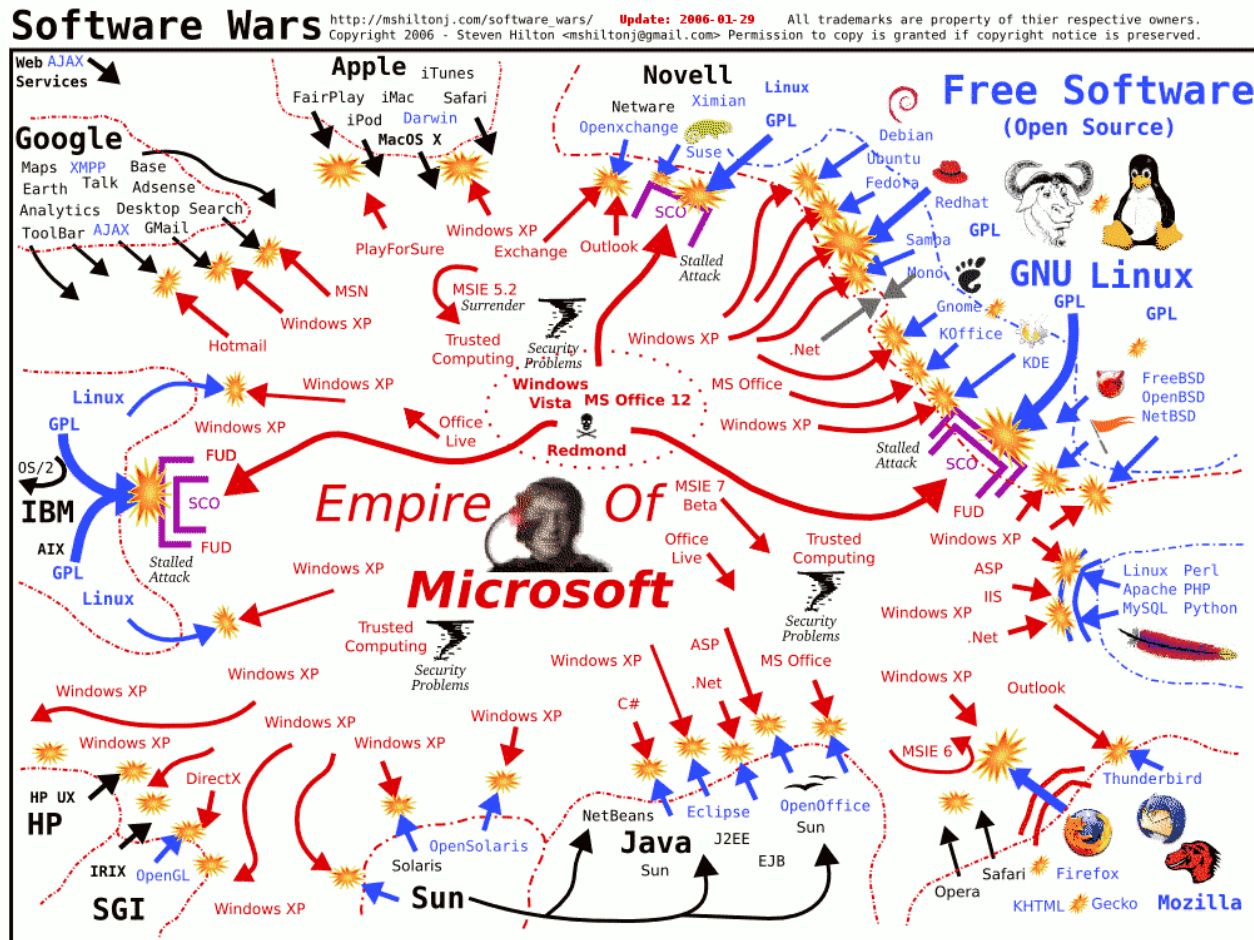 Software Wars
http://mshiltonj.com/software_wars/ Update: 2006-01-29 All trademarks are property of thier respective owners.
Copyright 2006 - Steven Hilton <mshiltonj@gmail.com> Permission to copy is granted if copyright notice is preserved.
Web AJAX
Services
Apple iTunes
FairPlay iMac Safari
iPod Darwin
MacOS X
Novell
Netware Ximian Linux
Openxchange GPL
Suse
SCO
Stalled
Attack
Free Software
(Open Source)
Debian
Ubuntu
Fedora
Redhat
GPL
Samba
Mono
GNU Linux
GPL
GPL
Gnome
KOffice
KDE
FreeBSD
OpenBSD
NetBSD
Google
Maps XMPP Base
Earth Talk Adsense
Analytics Desktop Search
ToolBar AJAX GMail
MSN
Windows XP
Hotmail
PlayForSure
Windows XP
Exchange
Outlook
MSIE 5.2
Surrender
Trusted
Computing
Security
Problems
Windows XP
.Net
MS Office
Windows XP
Windows
Vista
MS Office 12
Redmond
Linux
Windows XP
GPL
Windows XP
Office
Live
FUD
OS/2
SCO
IBM
AIX
FUD
GPL
Stalled
Attack
Linux
Windows XP
Empire Of
Microsoft
MSIE 7
Beta
Office
Live
Trusted
Computing
Security
Problems
Stalled
Attack
SCO
FUD
Windows XP
ASP
IIS
Windows XP
.Net
Linux Perl
Apache PHP
MySQL Python
Trusted
Computing
Security
Problems
Windows XP
Windows XP
Windows XP
Windows XP
Windows XP
Windows XP
DirectX
HP UX
HP
IRIX
OpenGL
SGI
Windows XP
Solaris
OpenSolaris
Sun
Windows XP
ASP
MS Office
.Net
C#
NetBeans
Eclipse
OpenOffice
Java
J2EE
Sun
Sun
EJB
Windows XP
Outlook
MSIE 6
Thunderbird
Opera
Safari
Firefox
KHTML
Gecko
Mozilla